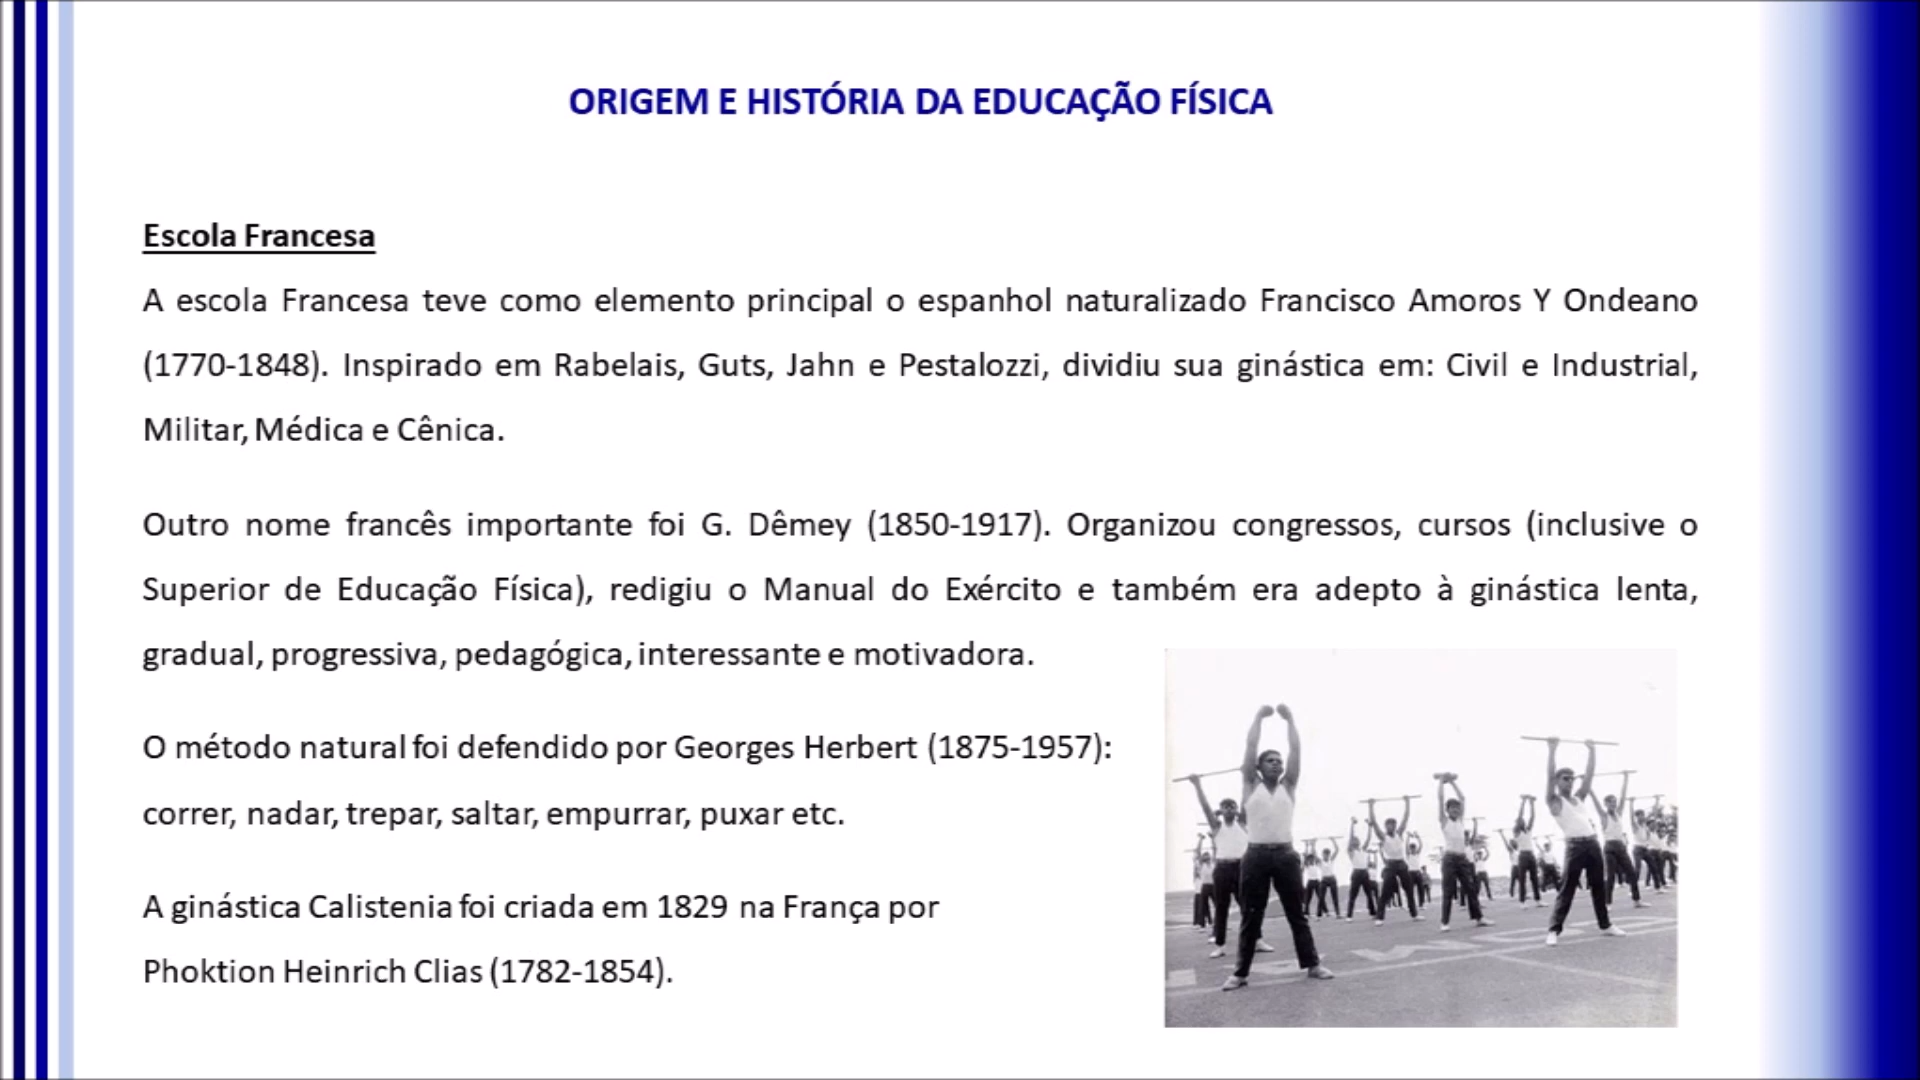 ORIGEM E HISTÓRIA DA EDUCAÇÃO FÍSICA
Escola Francesa
A escola Francesa teve como elemento principal o espanhol naturalizado Francisco Amoros Y Ondeano
(1770-1848). Inspirado em Rabelais, Guts, Jahn e Pestalozzi, dividiu sua ginástica em: Civil e Industrial,
Militar, Médica e Cênica.
Outro nome francês importante foi G. Dêmey (1850-1917). Organizou congressos, cursos (inclusive o
Superior de Educação Física), redigiu o Manual do Exército e também era adepto à ginástica lenta,
gradual, progressiva, pedagógica, interessante e motivadora.
O método natural foi defendido por Georges Herbert (1875-1957):
correr, nadar, trepar, saltar, empurrar, puxar etc.
A ginástica Calistenia foi criada em 1829 na França por
Phoktion Heinrich Clias (1782-1854).